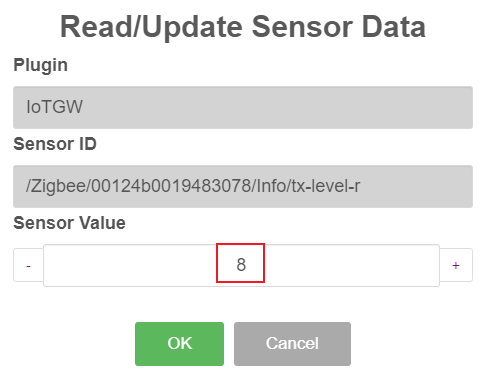 Read/Update Sensor Data
Plugin
IoTGW
Sensor ID
/Zigbee/00124b0019483078/Info/tx-level-r
Sensor Value
- 8 +
OK Cancel